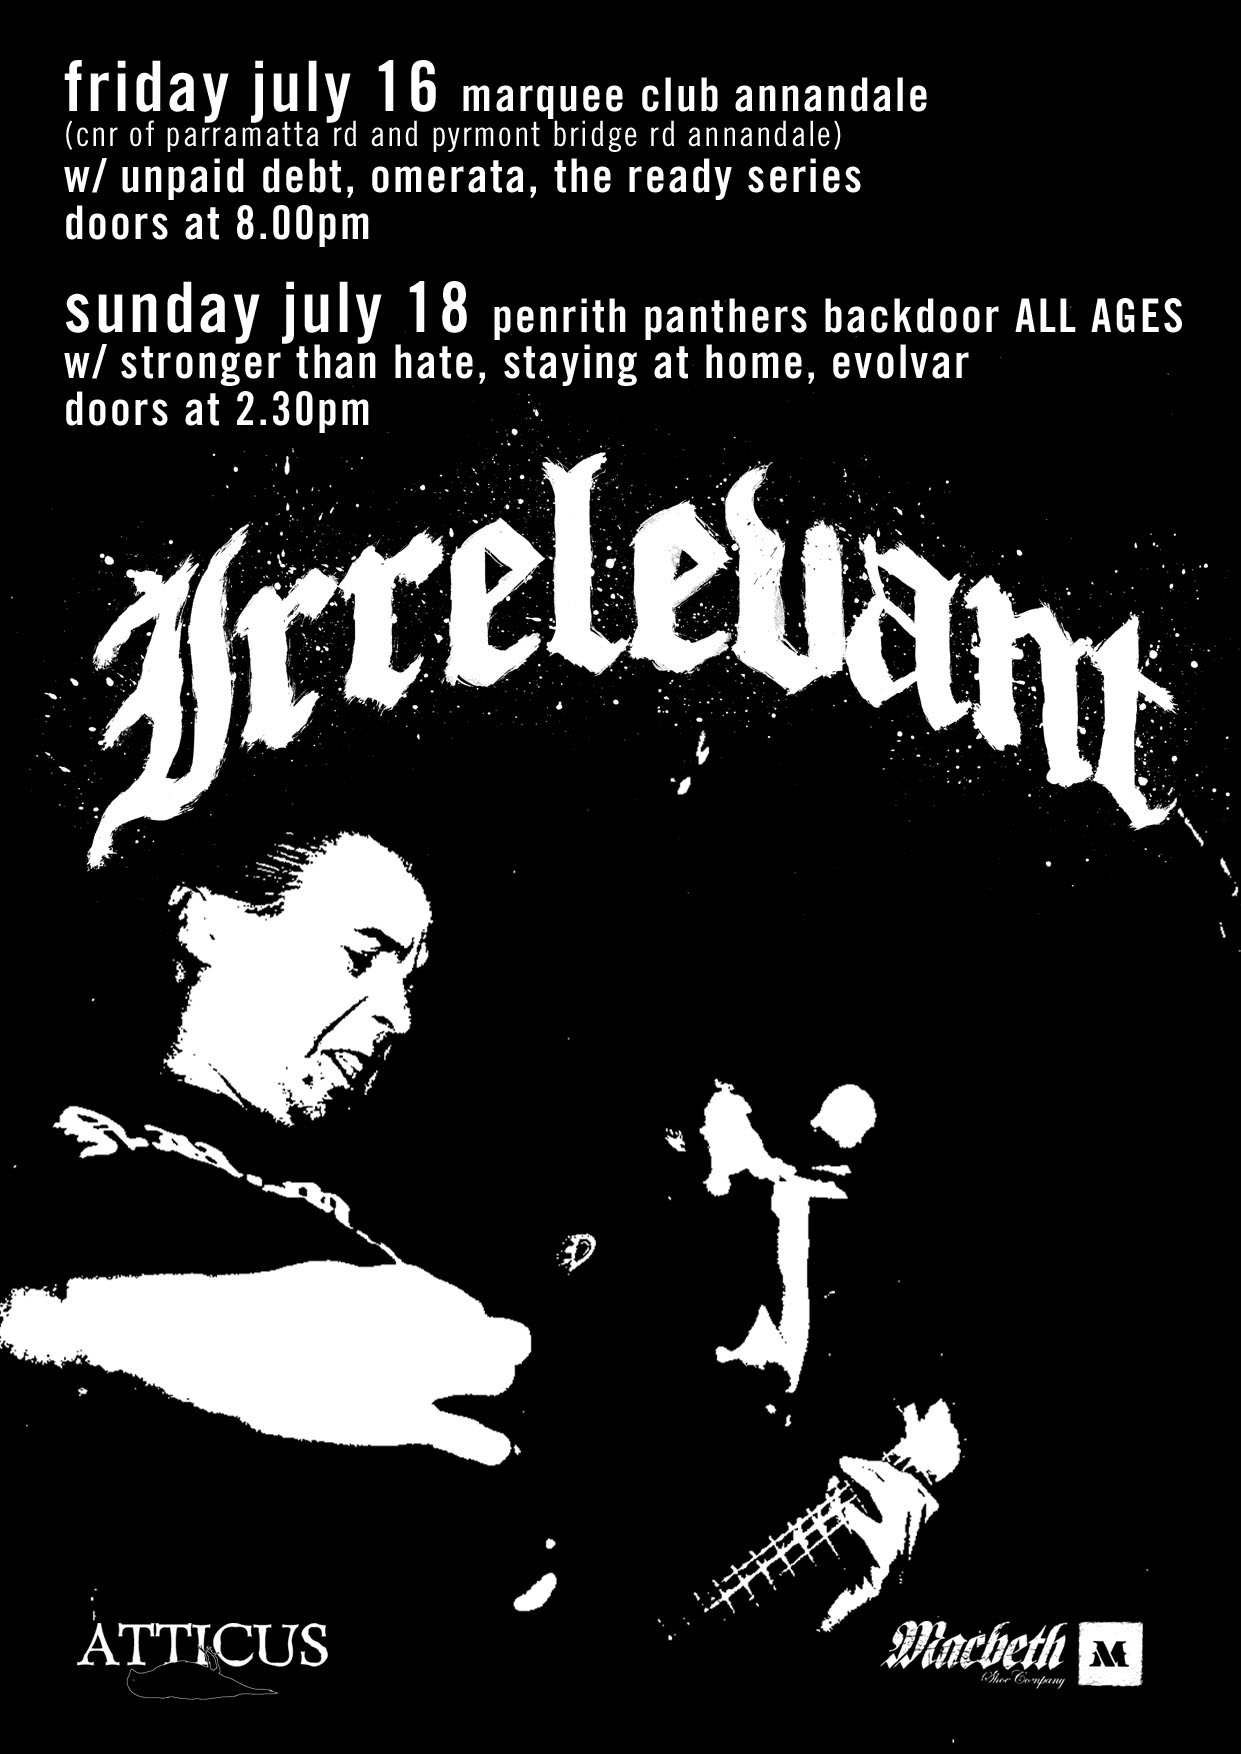 friday july 16 marquee club annandale
(cnr of parramatta rd and pyrmont bridge rd annandale)
w/ unpaid debt, omerata, the ready series
doors at 8.00pm
sunday july 18 penrith panthers backdoor ALL AGES
w/ stronger than hate, staying at home, evolvar
doors at 2.30pm
Irrelevant
ATTICUS
Macbeth M
Shoe Company